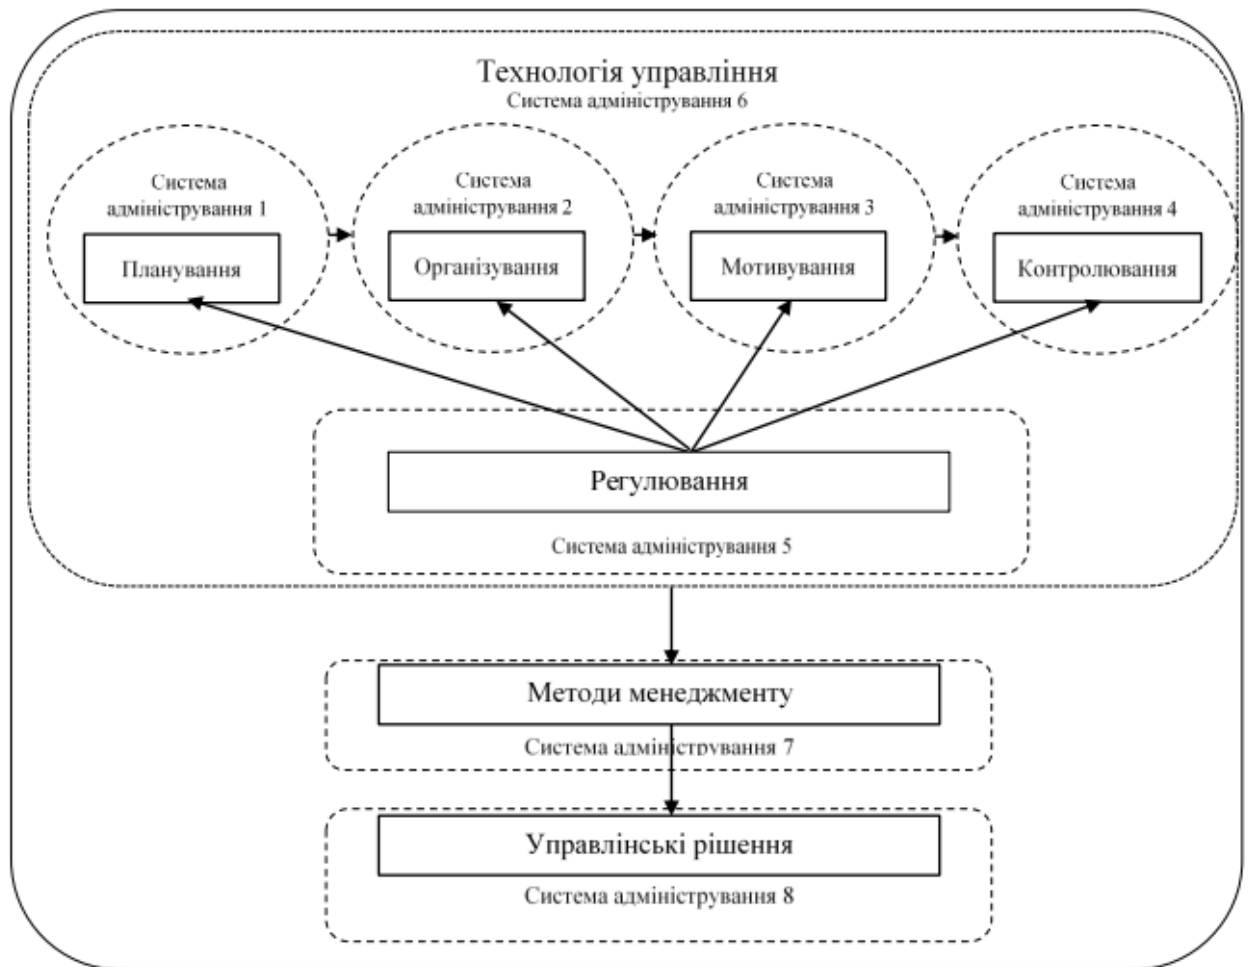 Технологія управління
Система адміністрування 6
Система
адміністрування 1
Планування
Система
адміністрування 2
Організування
Система
адміністрування 3
Мотивування
Система
адміністрування 4
Контролювання
Регулювання
Система адміністрування 5
Методи менеджменту
Система адміністрування 7
Управлінські рішення
Система адміністрування 8